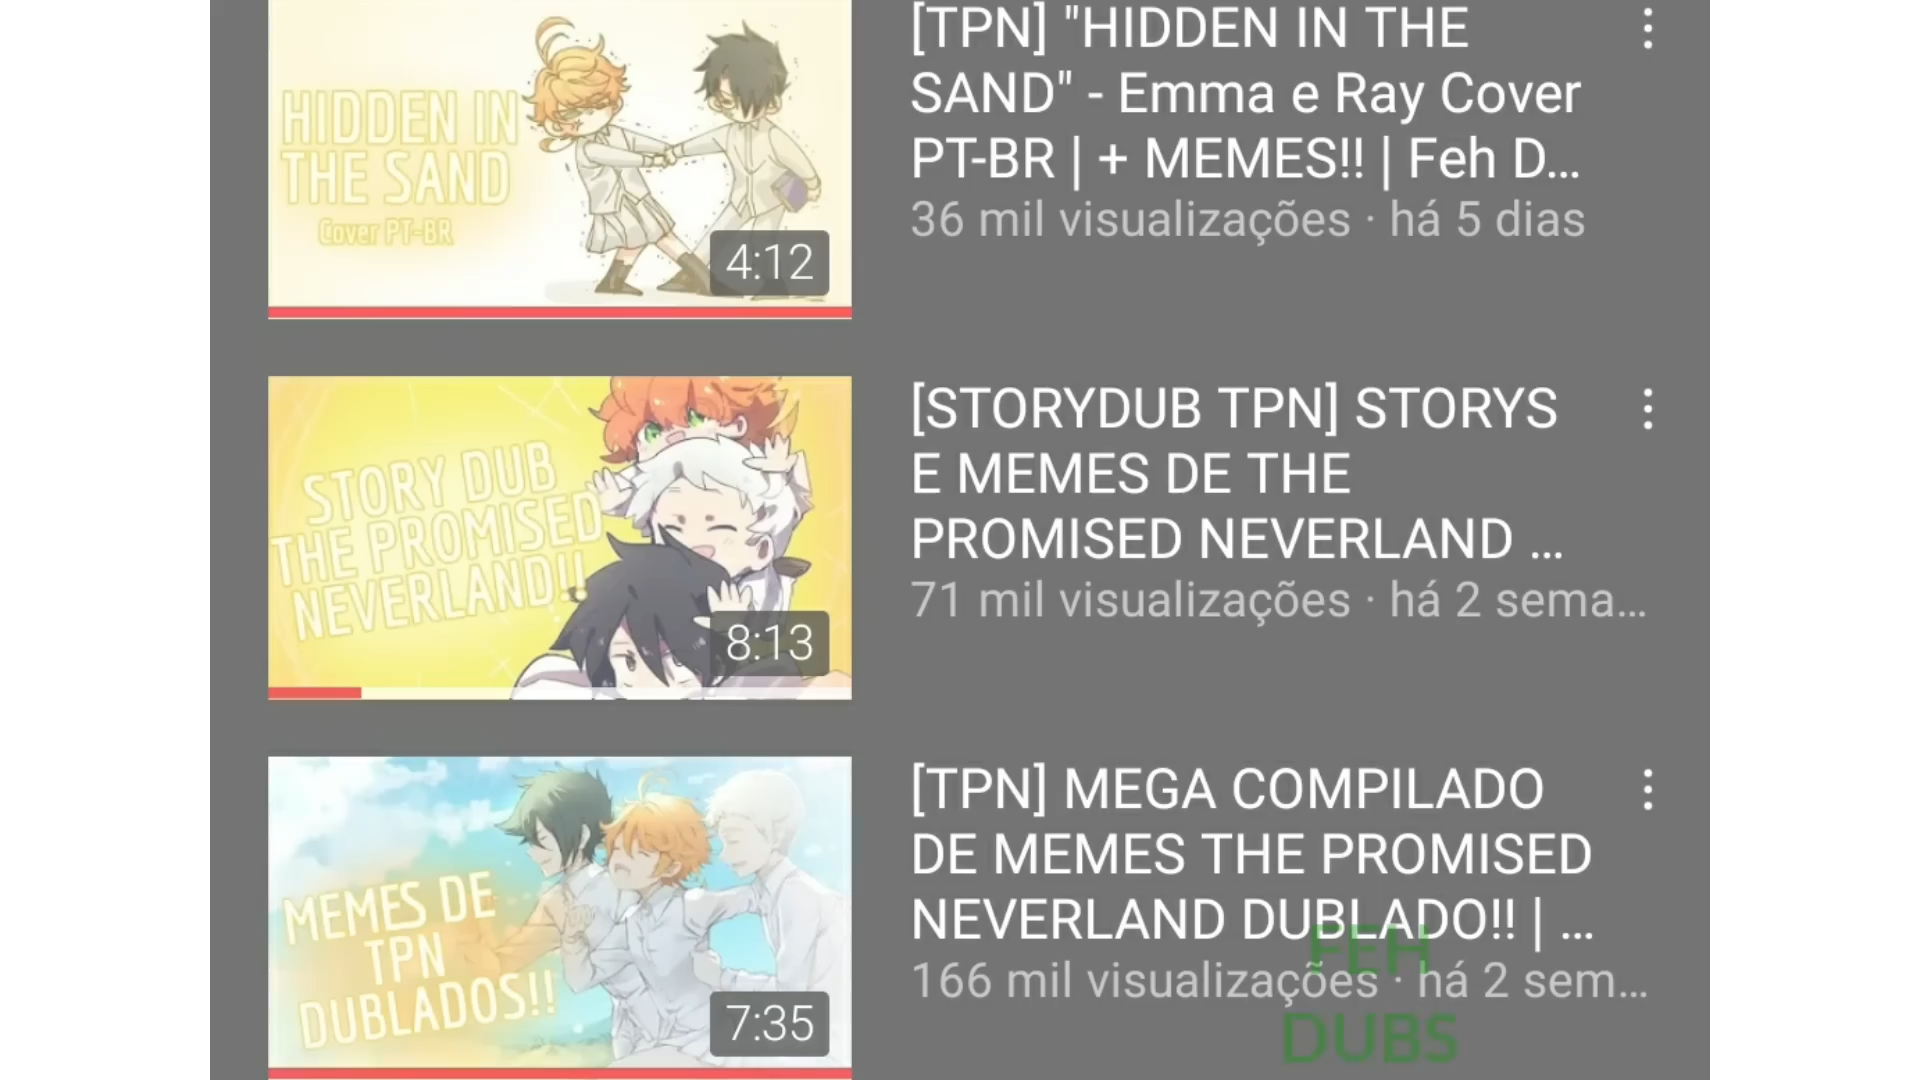 HIDDEN IN
THE SAND
Cover PT-BR
4:12
[TPN] "HIDDEN IN THE
SAND" - Emma e Ray Cover
PT-BR | + MEMES!! | Feh D...
36 mil visualizações · há 5 dias
STORY DUB
THE PROMISED
NEVERLAND!!
8:13
[STORYDUB TPN] STORYS
E MEMES DE THE
PROMISED NEVERLAND ...
71 mil visualizações · há 2 sema...
MEMES DE
TPN
DUBLADOS!!
7:35
[TPN] MEGA COMPILADO
DE MEMES THE PROMISED
NEVERLAND DUBLADO!! | ...
166 mil visualizações · há 2 sem...
FEH
DUBS